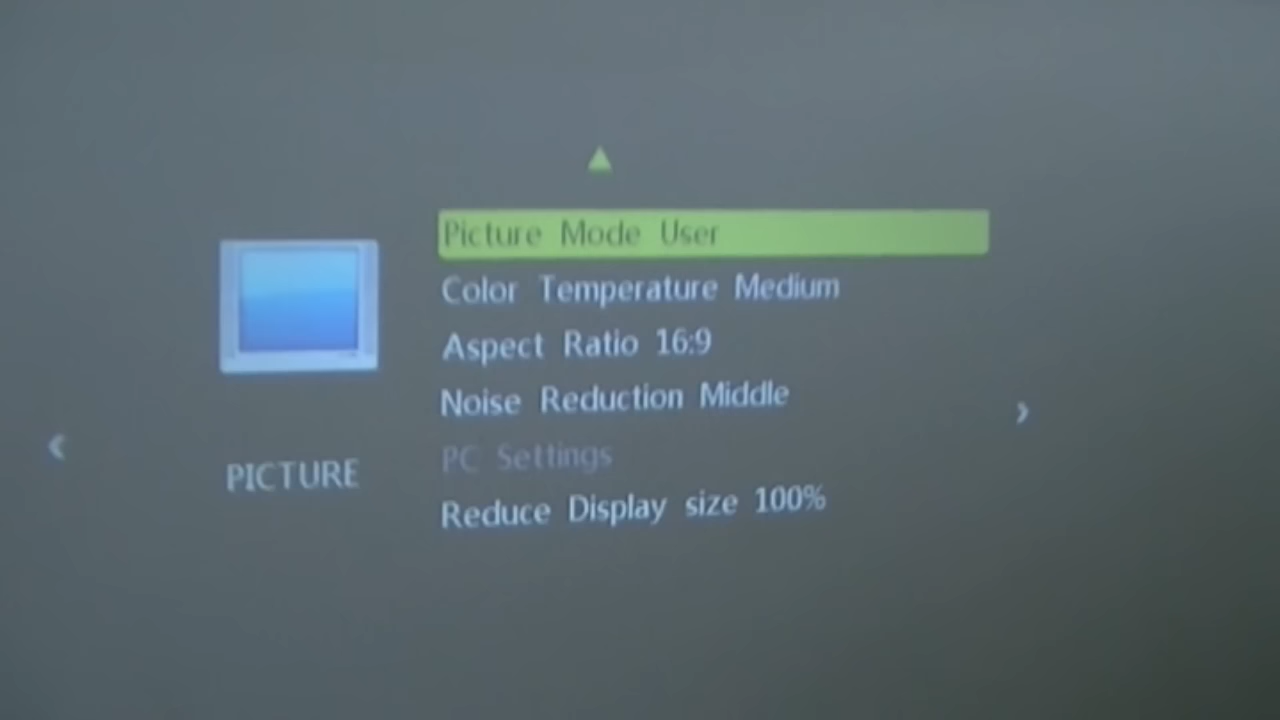 Picture Mode User
Color Temperature Medium
Aspect Ratio 16:9
Noise Reduction Middle
PC Settings
Reduce Display size 100%
PICTURE